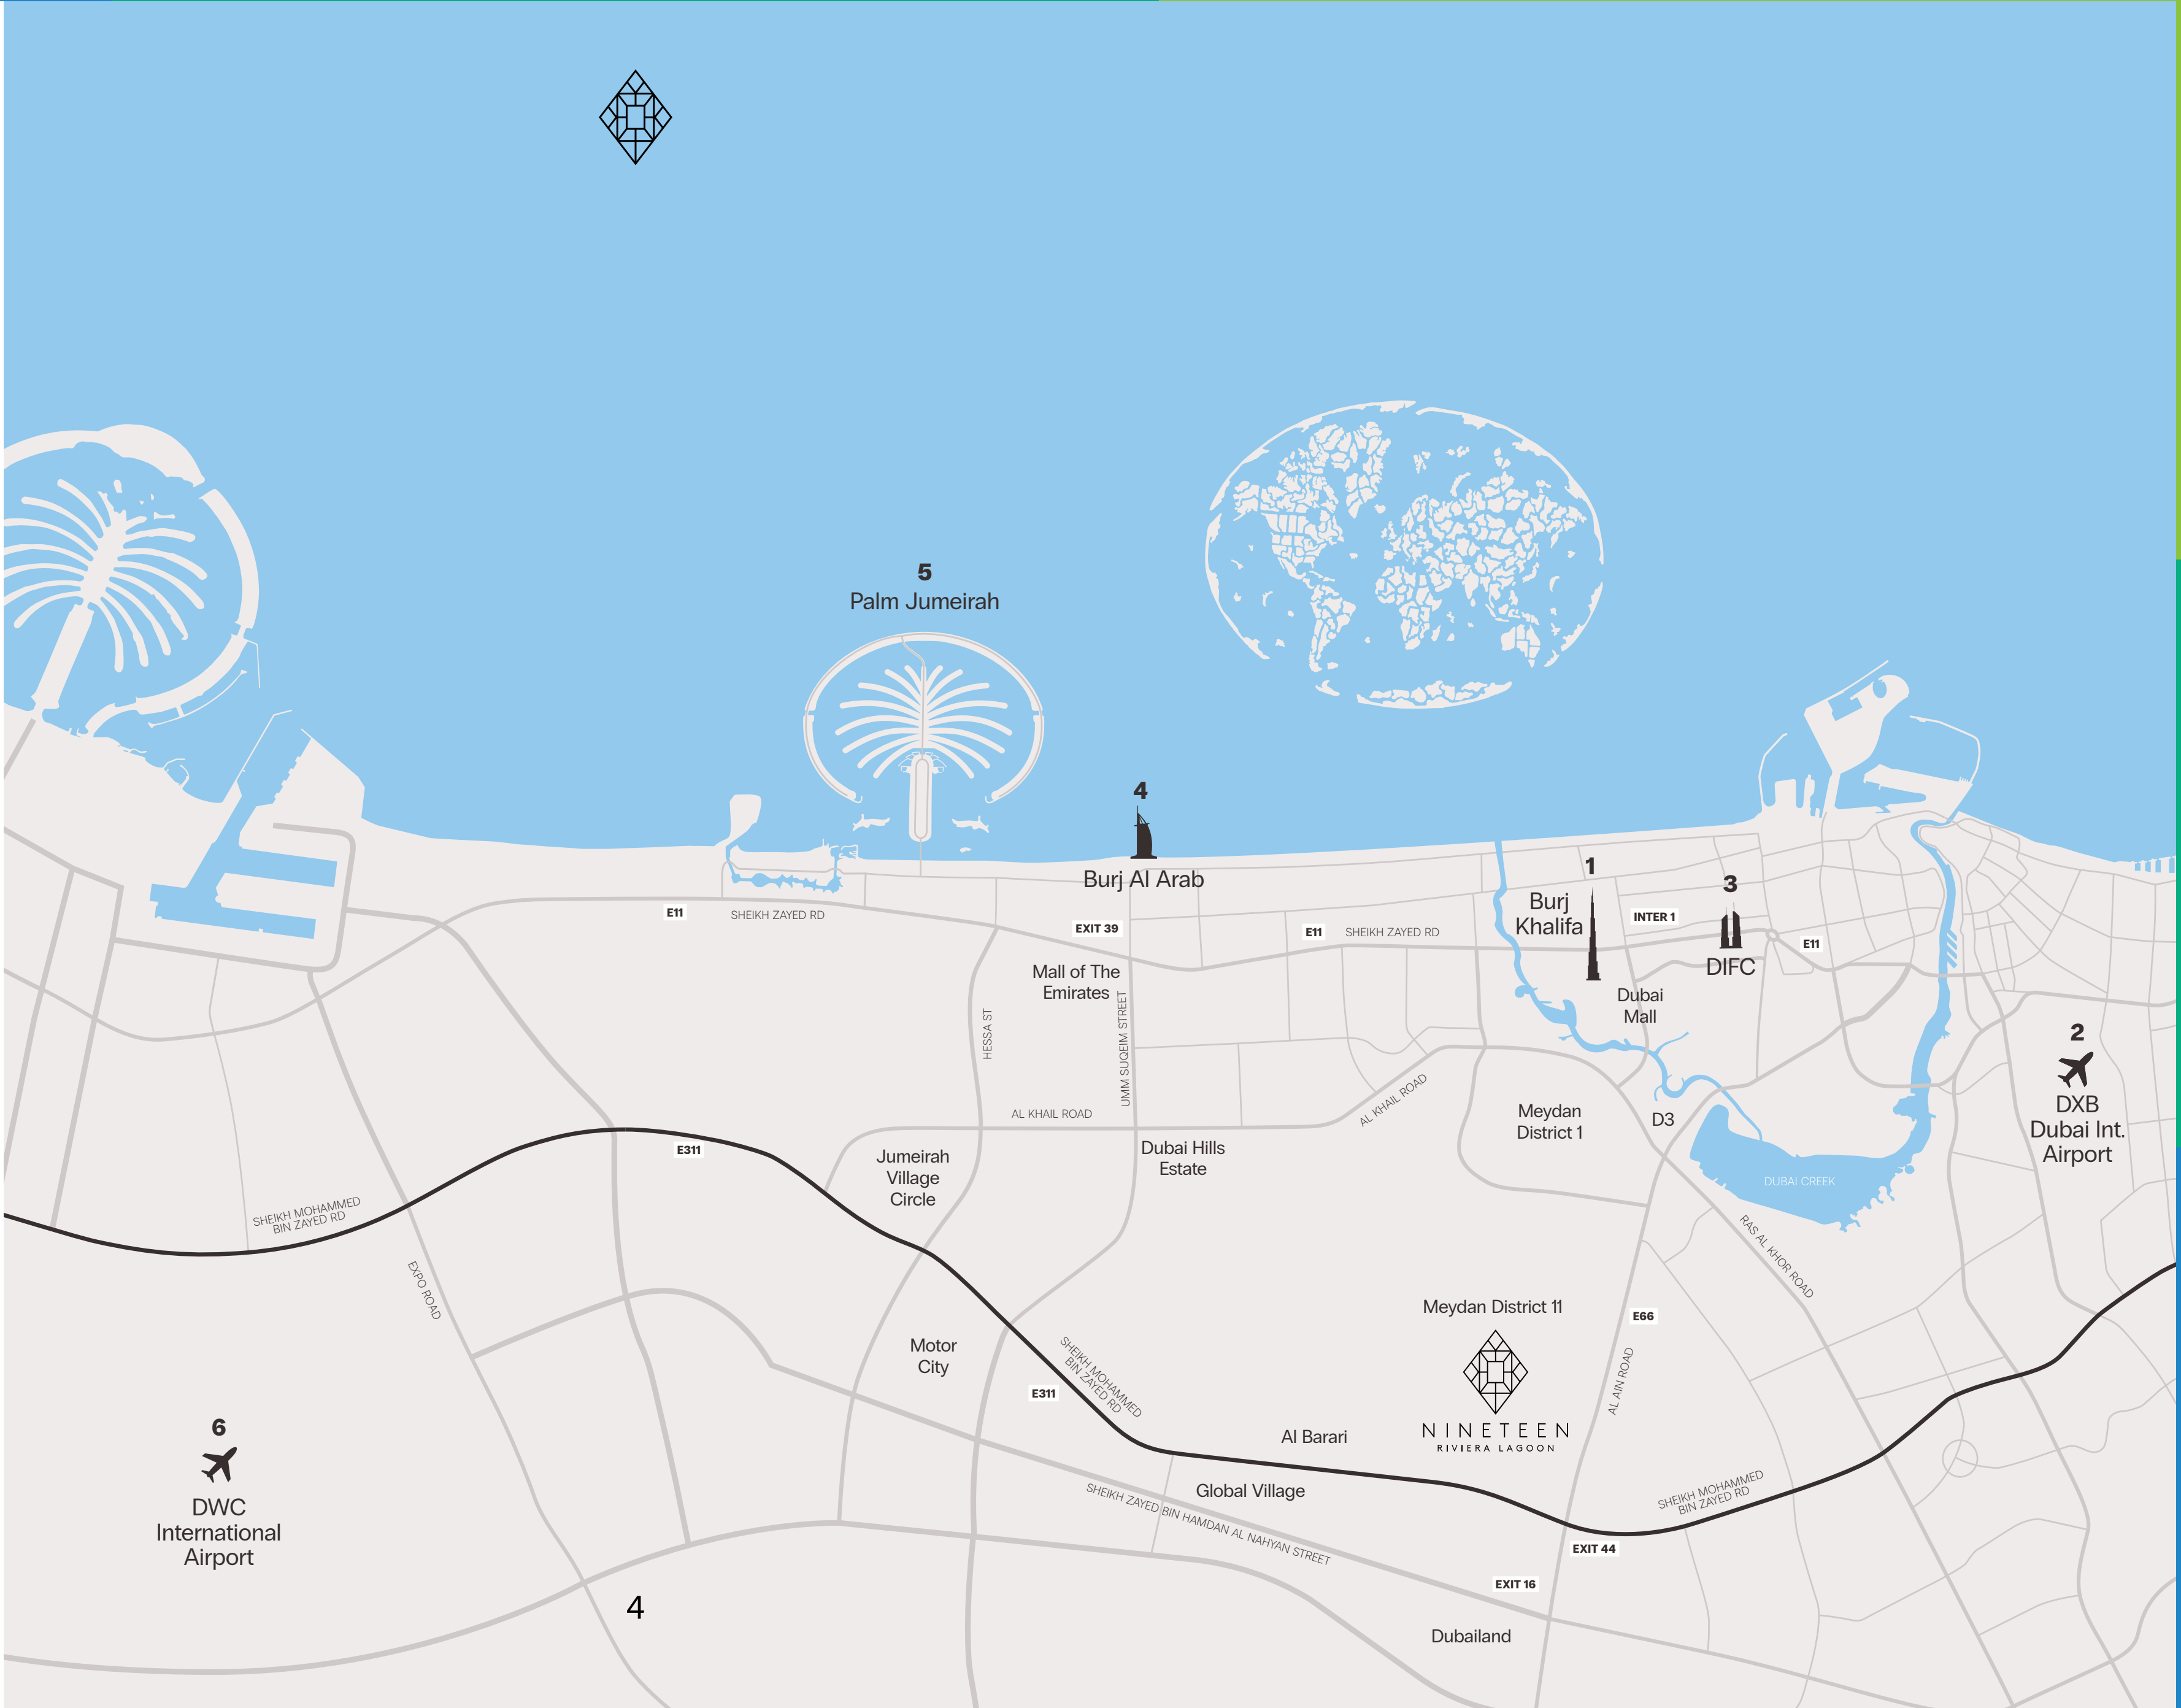 5
Palm Jumeirah
4
Burj Al Arab
1
Burj
Khalifa
3
DIFC
INTER 1
E11
SHEIKH ZAYED RD
EXIT 39
E11
SHEIKH ZAYED RD
E11
Mall of The
Emirates
Dubai
Mall
HESSA ST
UMM SUQEIM STREET
2
DXB
Dubai Int.
Airport
AL KHAIL ROAD
AL KHAIL ROAD
Meydan
District 1
D3
E311
Jumeirah
Village
Circle
Dubai Hills
Estate
DUBAI CREEK
SHEIKH MOHAMMED
BIN ZAYED RD
EXPO ROAD
RAS AL KHOR ROAD
Meydan District 11
E66
Motor
City
SHEIKH MOHAMMED
BIN ZAYED RD
E311
AL AIN ROAD
NINETEEN
RIVIERA LAGOON
Al Barari
6
DWC
International
Airport
Global Village
SHEIKH ZAYED BIN HAMDAN AL NAHYAN STREET
SHEIKH MOHAMMED
BIN ZAYED RD
EXIT 44
EXIT 16
4
Dubailand